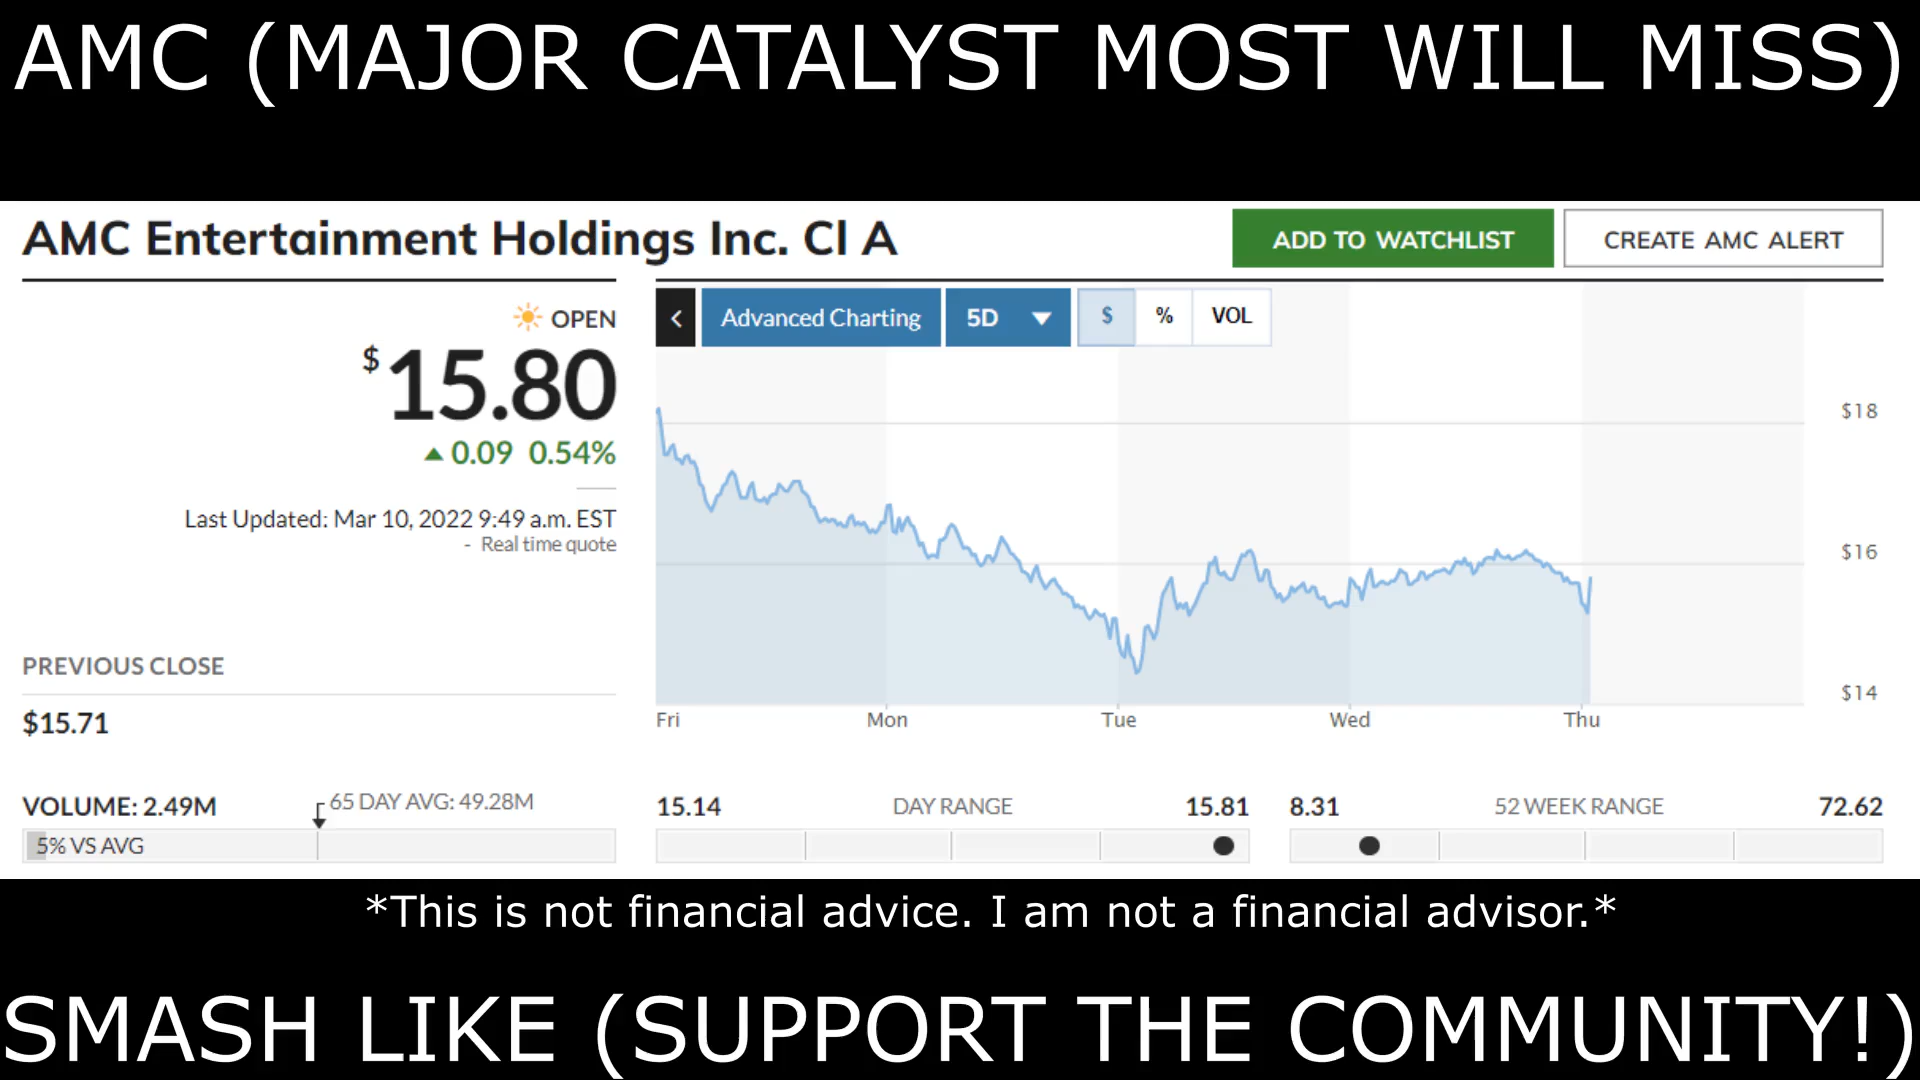 AMC (MAJOR CATALYST MOST WILL MISS)
AMC Entertainment Holdings Inc. Cl A
ADD TO WATCHLIST
CREATE AMC ALERT
OPEN
$15.80
0.09 0.54%
Last Updated: Mar 10, 2022 9:49 a.m. EST
- Real time quote
PREVIOUS CLOSE
$15.71
Advanced Charting
5D
$
%
VOL
$18
$16
$14
Fri Mon Tue Wed Thu
VOLUME: 2.49M
65 DAY AVG: 49.28M
5% VS AVG
15.14 DAY RANGE 15.81
8.31 52 WEEK RANGE 72.62
*This is not financial advice. I am not a financial advisor.*
SMASH LIKE (SUPPORT THE COMMUNITY!)